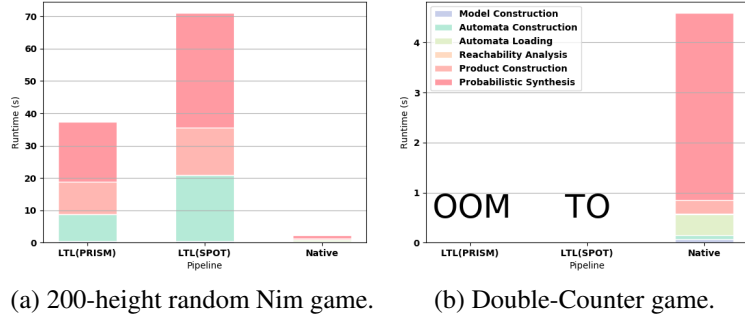 70
60
50
40
30
20
10
0
Runtime (s)
LTL(PRISM) LTL(SPOT) Native
Pipeline
(a) 200-height random Nim game.
Model Construction
Automata Construction
Automata Loading
Reachability Analysis
Product Construction
Probabilistic Synthesis
4
3
2
1
0
Runtime (s)
OOM TO
LTL(PRISM) LTL(SPOT) Native
Pipeline
(b) Double-Counter game.